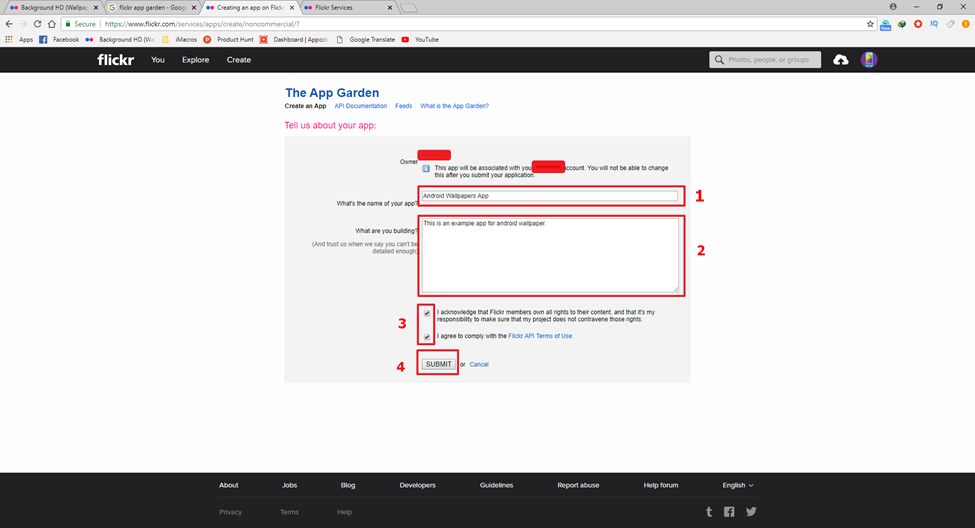 Background HD (Wallpap
flickr app garden - Goog
Creating an app on Flickr
Flickr Services
Secure
https://www.flickr.com/services/apps/create/noncommercial/?
IQ
Apps
Facebook
Background HD (Wa
iMacros
Product Hunt
Dashboard | Appod
Google Translate
YouTube
flickr
You
Explore
Create
Photos, people, or groups
The App Garden
Create an App
API Documentation
Feeds
What is the App Garden?
Tell us about your app:
Owner
This app will be associated with your account. You will not be able to change
this after you submit your application.
What's the name of your app?
Android Wallpapers App
1
What are you building?
(And trust us when we say you can't be
detailed enough)
This is an example app for android wallpaper.
2
3
I acknowledge that Flickr members own all rights to their content, and that it's my
responsibility to make sure that my project does not contravene those rights.
I agree to comply with the Flickr API Terms of Use.
4
SUBMIT
or
Cancel
About
Jobs
Blog
Developers
Guidelines
Report abuse
Help forum
English
Privacy
Terms
Help